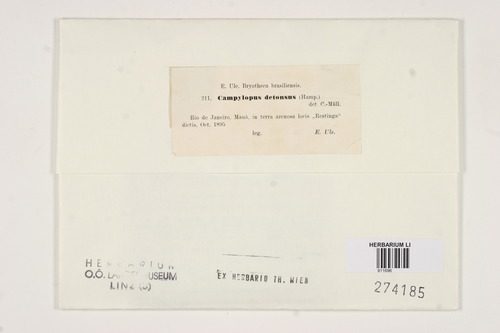 E. Ule. Bryotheca brasiliensis.
211. Campylopus detonsus (Hamp.)
det C.-Müll.
Rio de Janeiro, Mauá, in terra arenosa locis „Restinga"
dictis, Oct. 1895
leg. E. Ule.
HERBARIUM LI
HERBARIUM
O.Ö. LANDESMUSEUM
LINZ (J)
EX HERBARIO TH. WIEN
274185